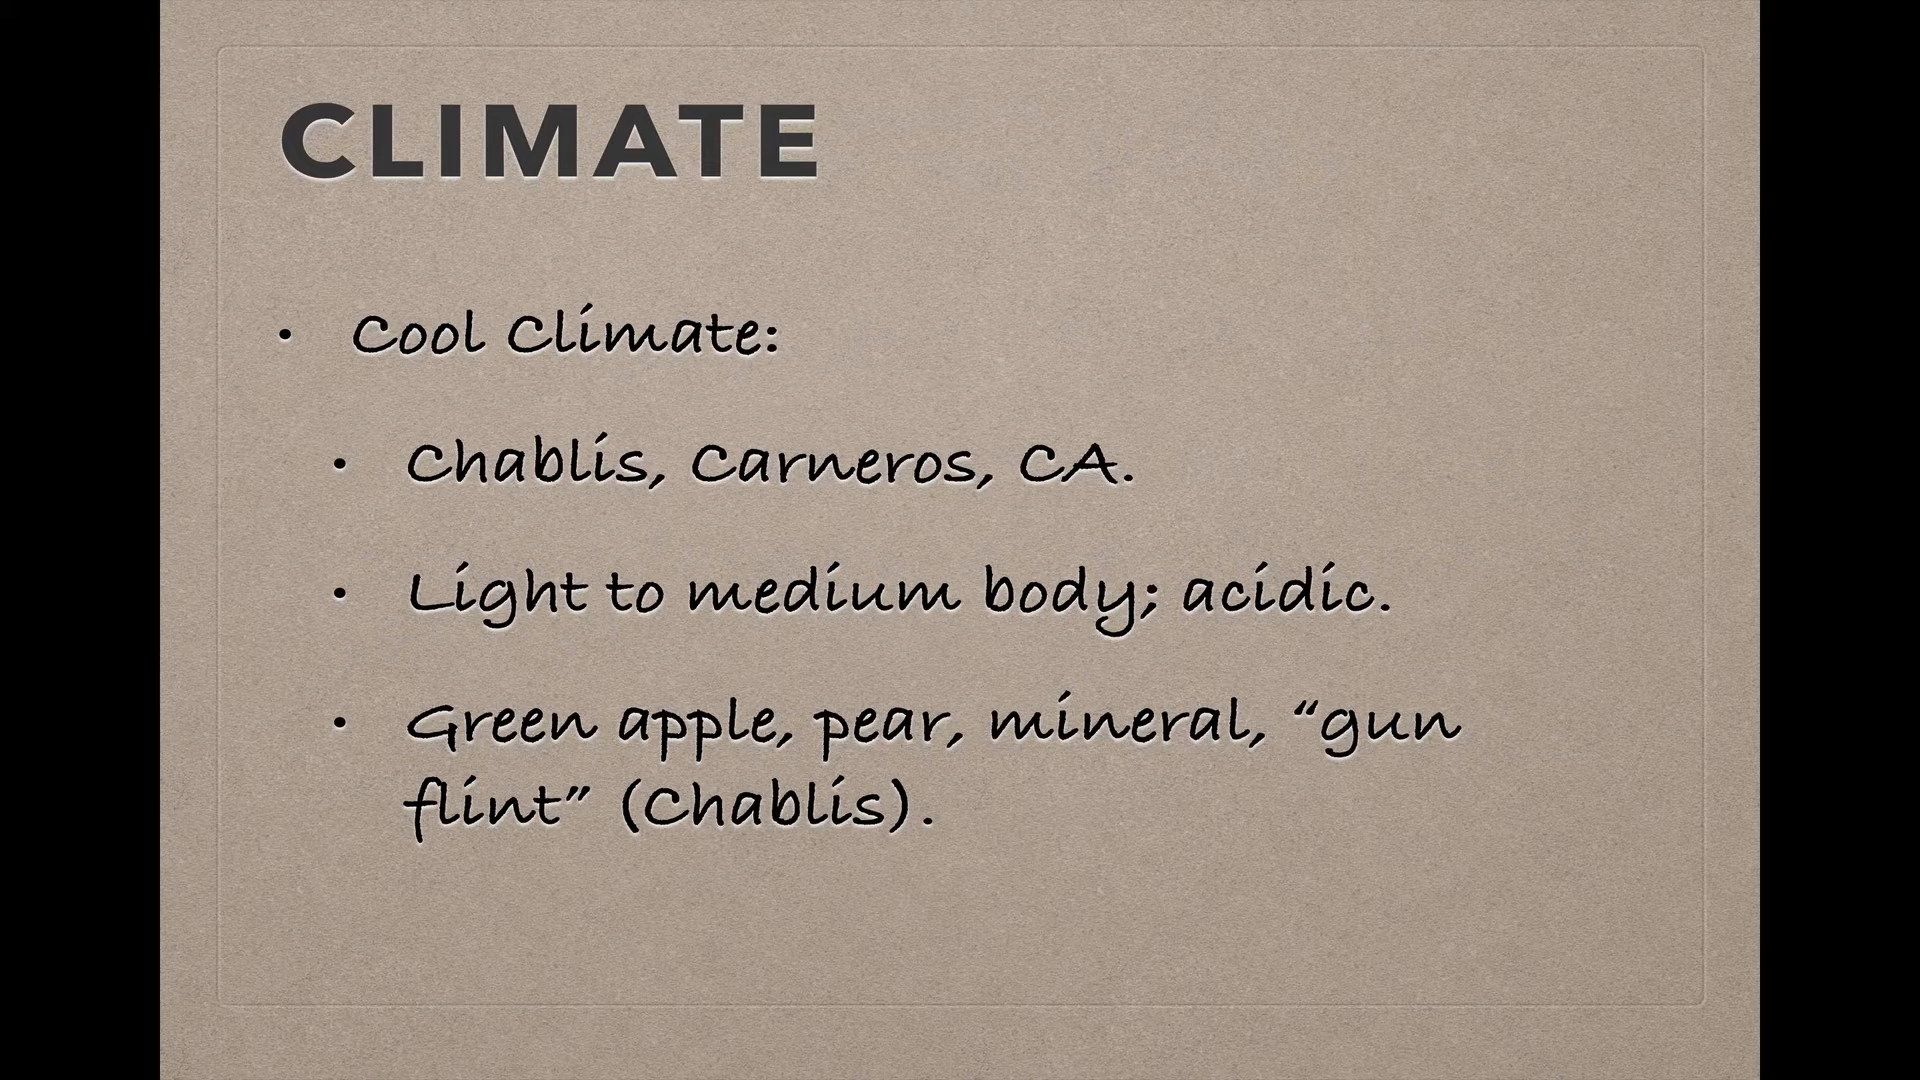 CLIMATE
• Cool Climate:
• Chablis, Carneros, CA.
• Light to medium body; acidic.
• Green apple, pear, mineral, “gun
flint” (Chablis).